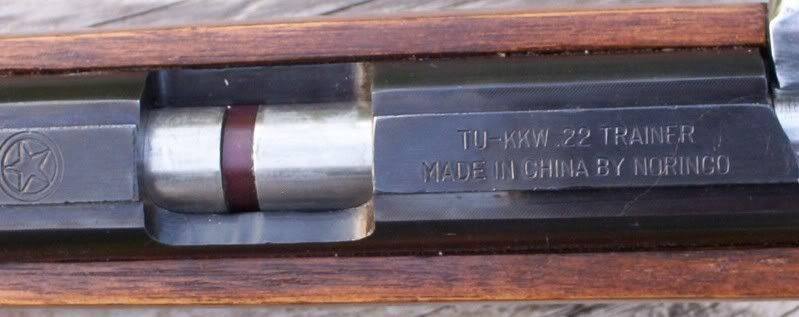 TU-KKW .22 TRAINER
MADE IN CHINA BY NORINCO